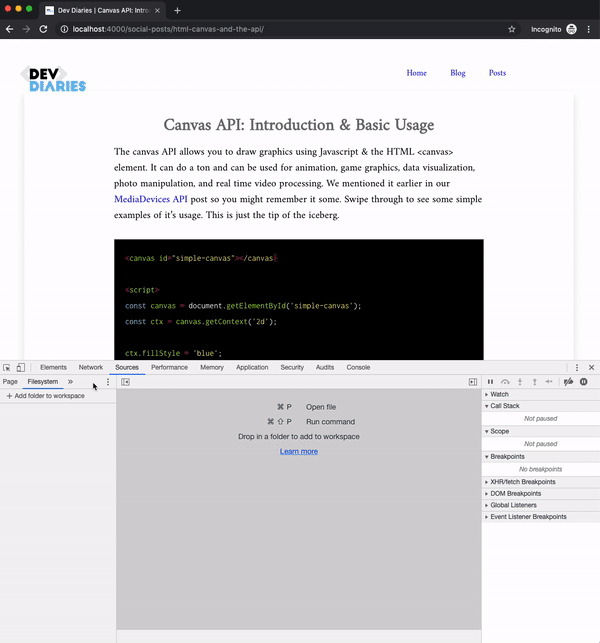 Dev Diaries | Canvas API: Intro
localhost:4000/social-posts/html-canvas-and-the-api/
Incognito
DEV
DIARIES
Home Blog Posts
Canvas API: Introduction & Basic Usage
The canvas API allows you to draw graphics using Javascript & the HTML <canvas>
element. It can do a ton and can be used for animation, game graphics, data visualization,
photo manipulation, and real time video processing. We mentioned it earlier in our
MediaDevices API post so you might remember it some. Swipe through to see some simple
examples of it's usage. This is just the tip of the iceberg.
<canvas id="simple-canvas"></canvas>
<script>
const canvas = document.getElementById('simple-canvas');
const ctx = canvas.getContext('2d');
ctx.fillStyle = 'blue';
Elements Network Sources Performance Memory Application Security Audits Console
Page Filesystem »
+ Add folder to workspace
⌘ P Open file
⌘ ⇧ P Run command
Drop in a folder to add to workspace
Learn more
Watch
Call Stack
Not paused
Scope
Not paused
Breakpoints
No breakpoints
XHR/fetch Breakpoints
DOM Breakpoints
Global Listeners
Event Listener Breakpoints